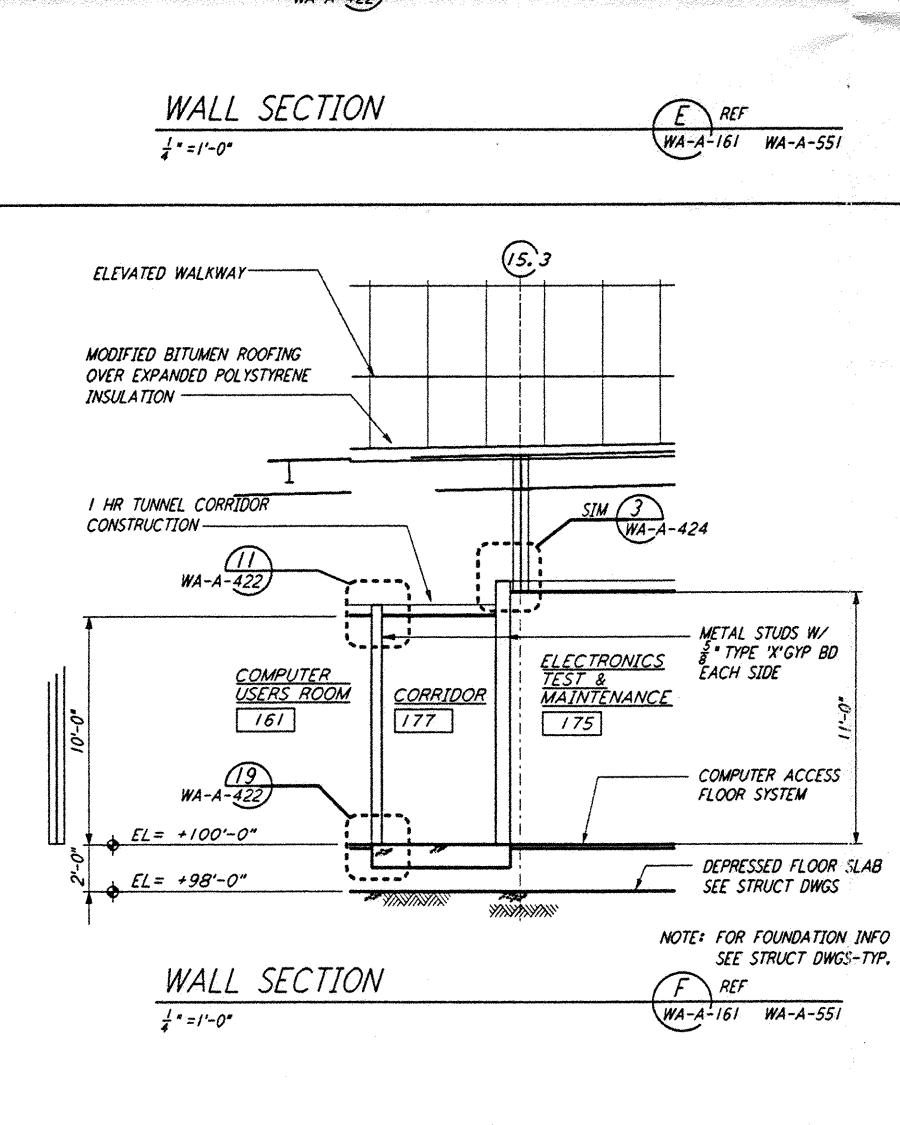 WA-A-422
WALL SECTION
1/4" =1'-0"
E REF
WA-A-161 WA-A-551
15.3
ELEVATED WALKWAY
MODIFIED BITUMEN ROOFING
OVER EXPANDED POLYSTYRENE
INSULATION
1 HR TUNNEL CORRIDOR
CONSTRUCTION
SIM 3
WA-A-424
11
WA-A-422
METAL STUDS W/
5/8" TYPE 'X' GYP BD
EACH SIDE
COMPUTER
USERS ROOM
161
CORRIDOR
177
ELECTRONICS
TEST &
MAINTENANCE
175
10'-0"
11'-0"
19
WA-A-422
COMPUTER ACCESS
FLOOR SYSTEM
EL= +100'-0"
2'-0"
EL= +98'-0"
DEPRESSED FLOOR SLAB
SEE STRUCT DWGS
NOTE: FOR FOUNDATION INFO
SEE STRUCT DWGS-TYP.
WALL SECTION
1/4" =1'-0"
F REF
WA-A-161 WA-A-551